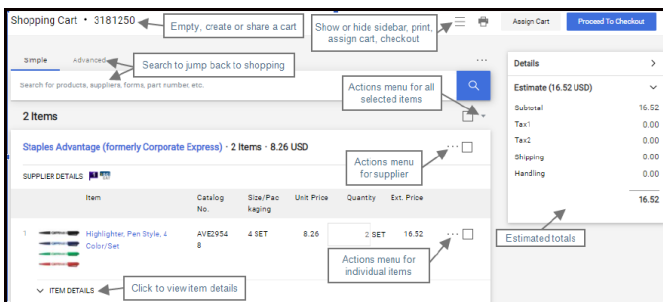 Shopping Cart • 3181250
Empty, create or share a cart
Show or hide sidebar, print,
assign cart, checkout
Assign Cart
Proceed To Checkout
Simple
Advanced
Search to jump back to shopping
Search for products, suppliers, forms, part number, etc.
Actions menu for all
selected items
2 Items
Details
Estimate (16.52 USD)
Subtotal 16.52
Tax1 0.00
Tax2 0.00
Shipping 0.00
Handling 0.00
16.52
Estimated totals
Staples Advantage (formerly Corporate Express) · 2 Items · 8.26 USD
Actions menu
for supplier
SUPPLIER DETAILS
Item
Catalog
No.
Size/Pac
kaging
Unit Price
Quantity
Ext. Price
1
Highlighter, Pen Style, 4
Color/Set
AVE2954
8
4 SET
8.26
2 SET
16.52
Actions menu for
individual items
ITEM DETAILS
Click to view item details